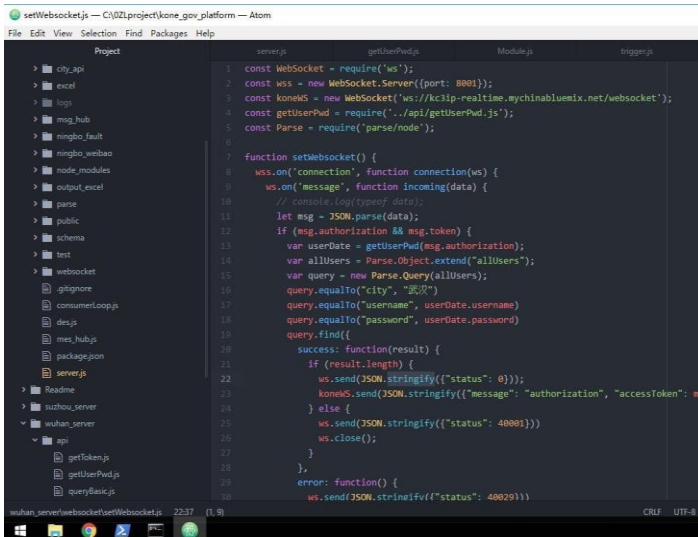 setWebsocket.js — C:\0ZLproject\kone_gov_platform — Atom
File Edit View Selection Find Packages Help
Project
server.js getUserPwd.js Module.js trigger.js
city_api
excel
logs
msg_hub
ningbo_fault
ningbo_weibao
node_modules
output_excel
parse
public
schema
test
websocket
.gitignore
consumerLoop.js
des.js
mes_hub.js
package.json
server.js
Readme
suzhou_server
wuhan_server
api
getToken.js
getUserPwd.js
queryBasic.js
1 const WebSocket = require('ws');
2 const wss = new WebSocket.Server({port: 8001});
3 const koneWS = new WebSocket('ws://kc3ip-realtime.mychinabluemix.net/websocket');
4 const getUserPwd = require('../api/getUserPwd.js');
5 const Parse = require('parse/node');
6
7 function setWebsocket() {
8 wss.on('connection', function connection(ws) {
9 ws.on('message', function incoming(data) {
10 // console.log(typeof data);
11 let msg = JSON.parse(data);
12 if (msg.authorization && msg.token) {
13 var userDate = getUserPwd(msg.authorization);
14 var allUsers = Parse.Object.extend("allUsers");
15 var query = new Parse.Query(allUsers);
16 query.equalTo("city", "武汉")
17 query.equalTo("username", userDate.username)
18 query.equalTo("password", userDate.password)
19 query.find({
20 success: function(result) {
21 if (result.length) {
22 ws.send(JSON.stringify({"status": 0}));
23 koneWS.send(JSON.stringify({"message": "authorization", "accessToken": m
24 } else {
25 ws.send(JSON.stringify({"status": 40001}))
26 ws.close();
27 }
28 },
29 error: function() {
30 ws.send(JSON.stringify({"status": 40029}))
wuhan_server\websocket\setWebsocket.js 22:37 (1, 9) CRLF UTF-8